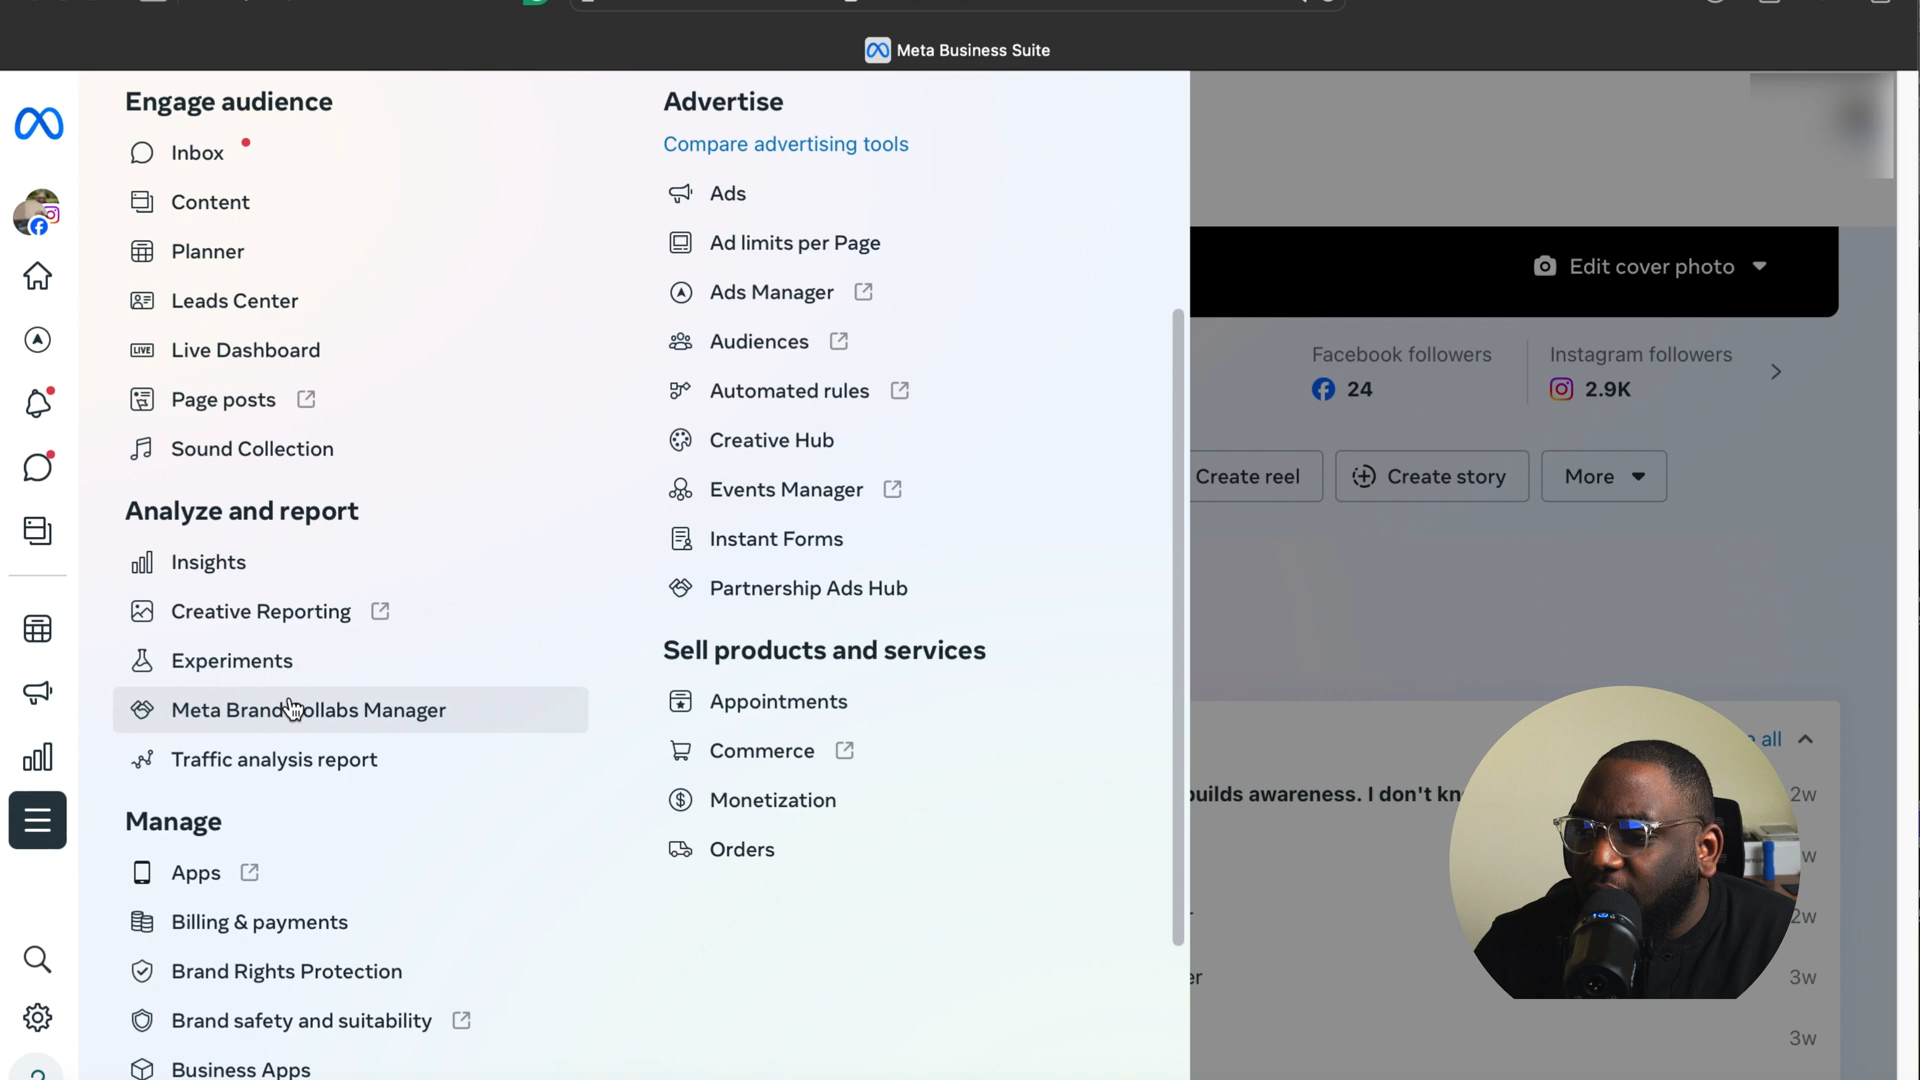 Meta Business Suite
Engage audience
Inbox
Content
Planner
Leads Center
LIVE Live Dashboard
Page posts
Sound Collection
Analyze and report
Insights
Creative Reporting
Experiments
Meta Brand Collabs Manager
Traffic analysis report
Manage
Apps
Billing & payments
Brand Rights Protection
Brand safety and suitability
Business Apps
Advertise
Compare advertising tools
Ads
Ad limits per Page
Ads Manager
Audiences
Automated rules
Creative Hub
Events Manager
Instant Forms
Partnership Ads Hub
Sell products and services
Appointments
Commerce
Monetization
Orders
Edit cover photo
Facebook followers
24
Instagram followers
2.9K
Create reel
Create story
More
all
builds awareness. I don't kn
2w
w
2w
er
3w
3w